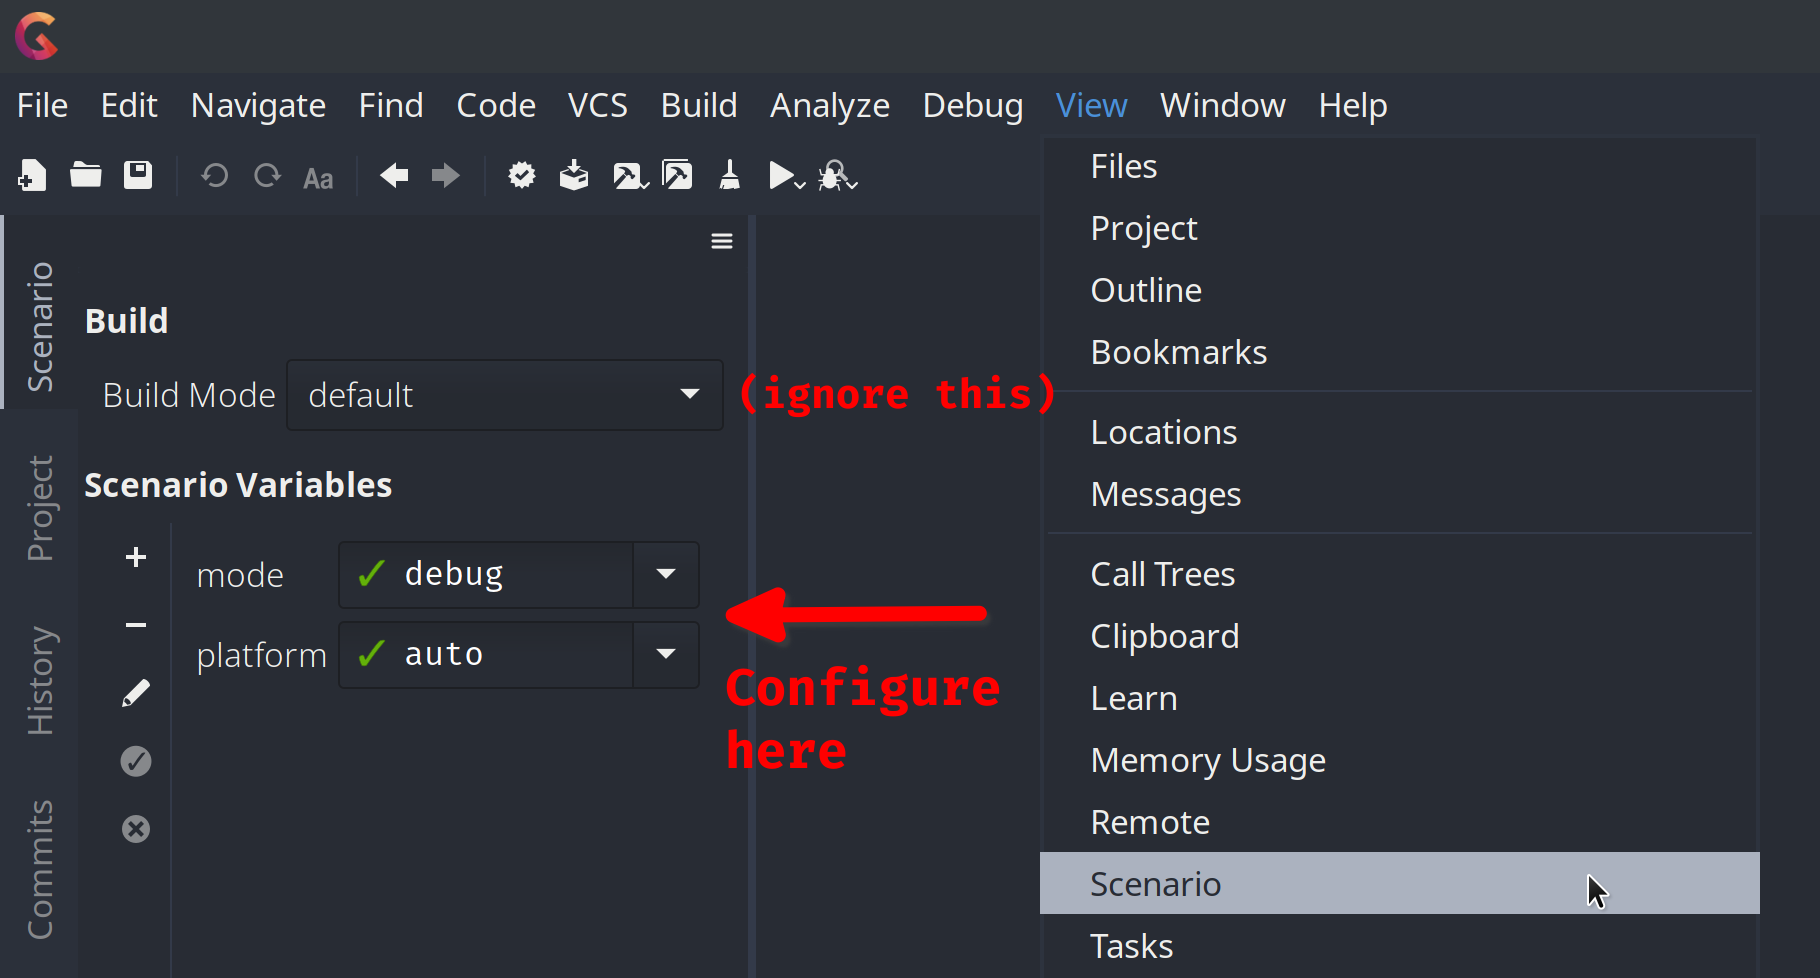 File Edit Navigate Find Code VCS Build Analyze Debug View Window Help
Aa
Scenario
Project
History
Commits
Build
Build Mode default
(ignore this)
Scenario Variables
mode debug
platform auto
Configure
here
Files
Project
Outline
Bookmarks
Locations
Messages
Call Trees
Clipboard
Learn
Memory Usage
Remote
Scenario
Tasks